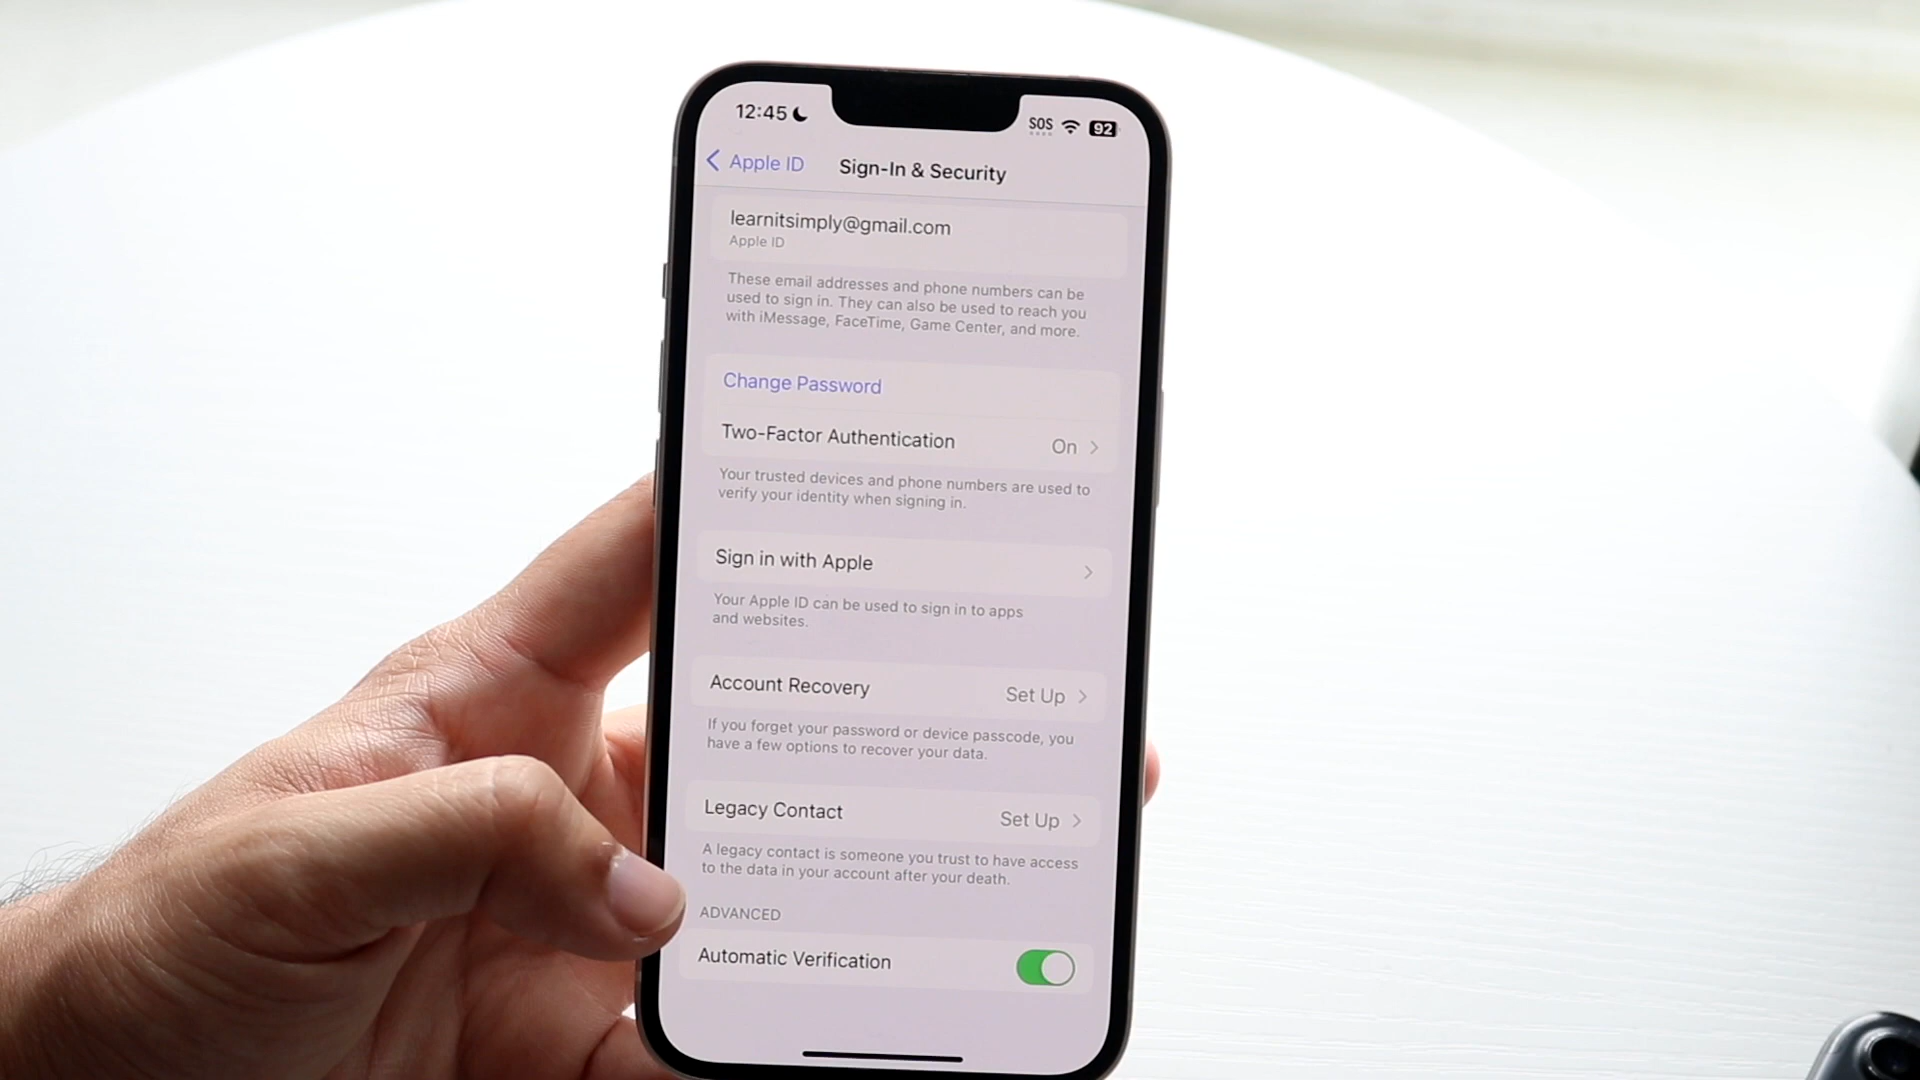 12:45
SOS
92
Apple ID
Sign-In & Security
learnitsimply@gmail.com
Apple ID
These email addresses and phone numbers can be
used to sign in. They can also be used to reach you
with iMessage, FaceTime, Game Center, and more.
Change Password
Two-Factor Authentication On
Your trusted devices and phone numbers are used to
verify your identity when signing in.
Sign in with Apple
Your Apple ID can be used to sign in to apps
and websites.
Account Recovery Set Up
If you forget your password or device passcode, you
have a few options to recover your data.
Legacy Contact Set Up
A legacy contact is someone you trust to have access
to the data in your account after your death.
ADVANCED
Automatic Verification